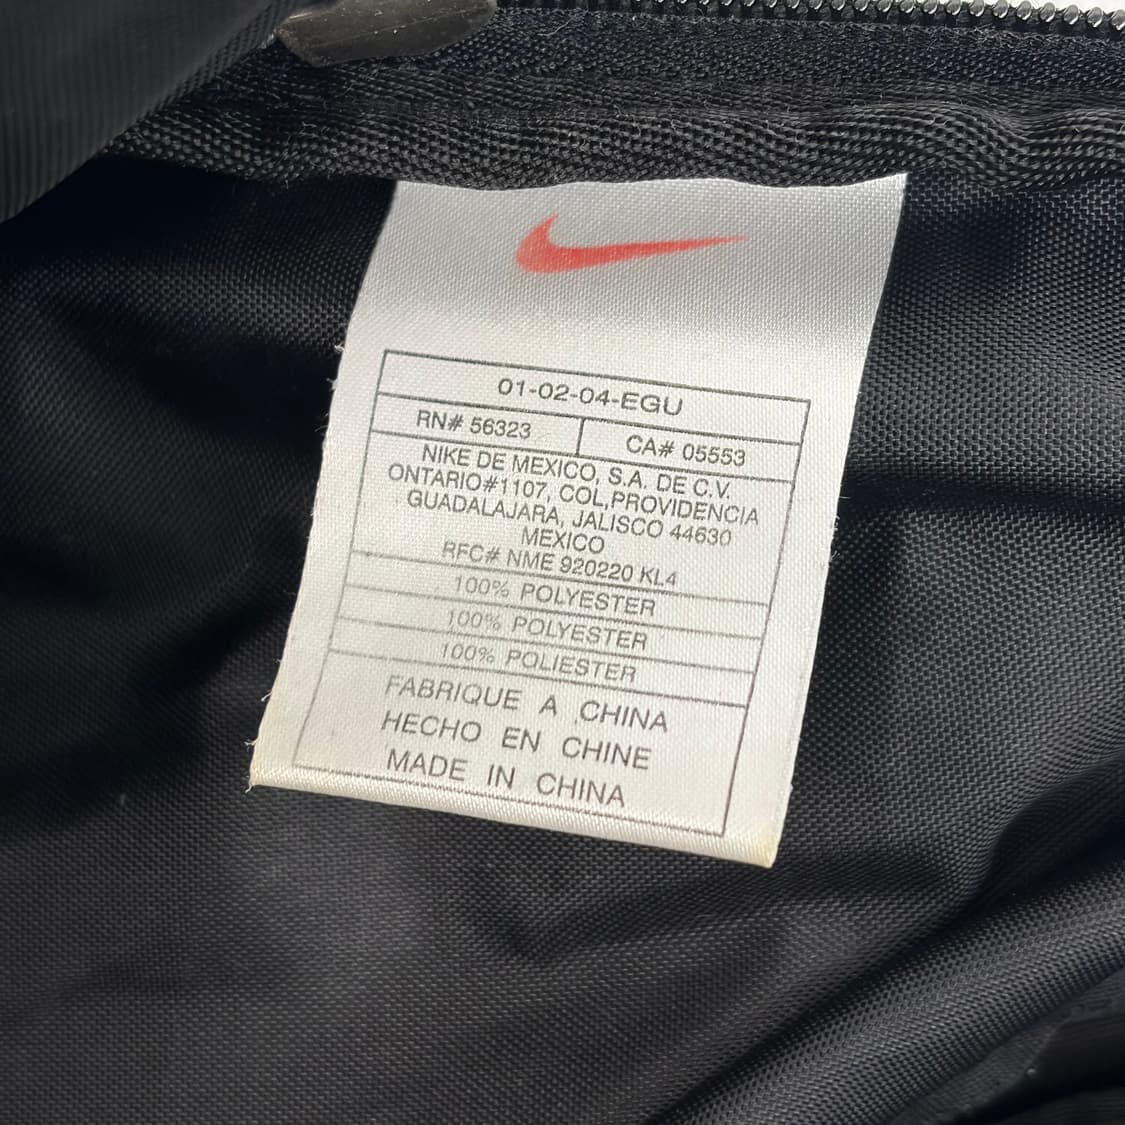 01-02-04-EGU
RN# 56323
CA# 05553
NIKE DE MEXICO, S.A. DE C.V.
ONTARIO#1107, COL,PROVIDENCIA
GUADALAJARA, JALISCO 44630
MEXICO
RFC# NME 920220 KL4
100% POLYESTER
100% POLYESTER
100% POLIESTER
FABRIQUE A CHINA
HECHO EN CHINE
MADE IN CHINA